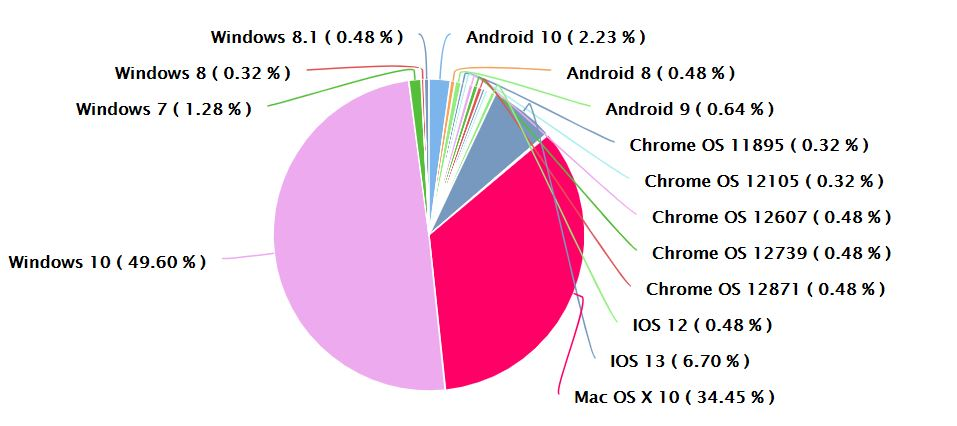 Windows 8.1 ( 0.48 % )
Android 10 ( 2.23 % )
Windows 8 ( 0.32 % )
Android 8 ( 0.48 % )
Windows 7 ( 1.28 % )
Android 9 ( 0.64 % )
Chrome OS 11895 ( 0.32 % )
Chrome OS 12105 ( 0.32 % )
Chrome OS 12607 ( 0.48 % )
Chrome OS 12739 ( 0.48 % )
Windows 10 ( 49.60 % )
Chrome OS 12871 ( 0.48 % )
IOS 12 ( 0.48 % )
IOS 13 ( 6.70 % )
Mac OS X 10 ( 34.45 % )